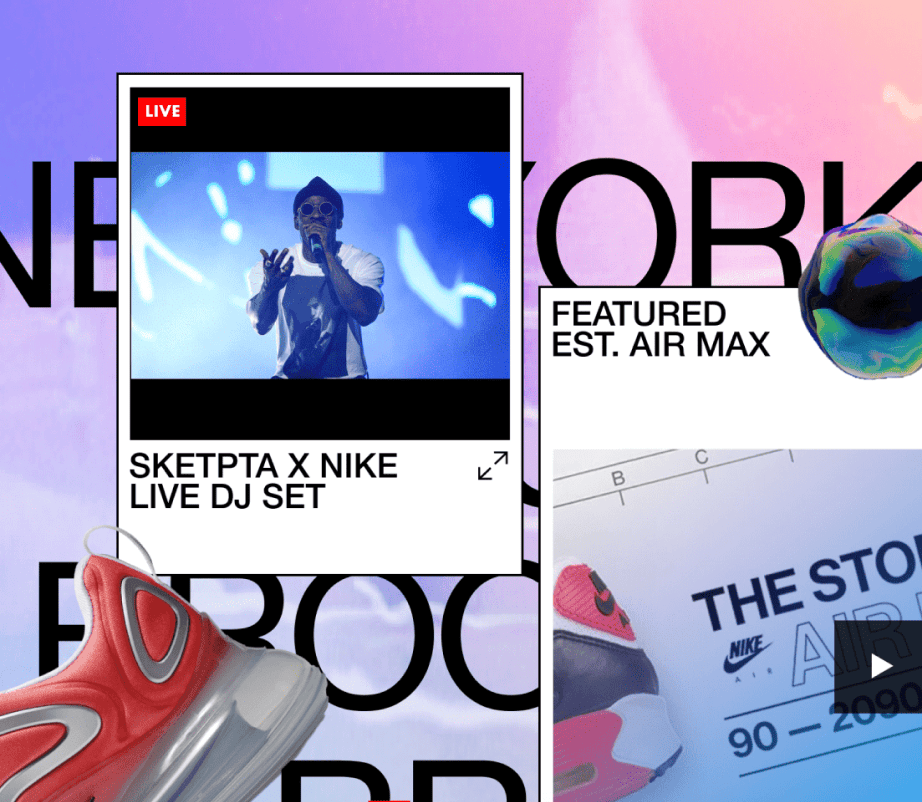 LIVE
NE
YORK
SKETPTA X NIKE
LIVE DJ SET
FEATURED
EST. AIR MAX
B
C
THE STO
NIKE
AIR
AIR
90 — 2090
BROO